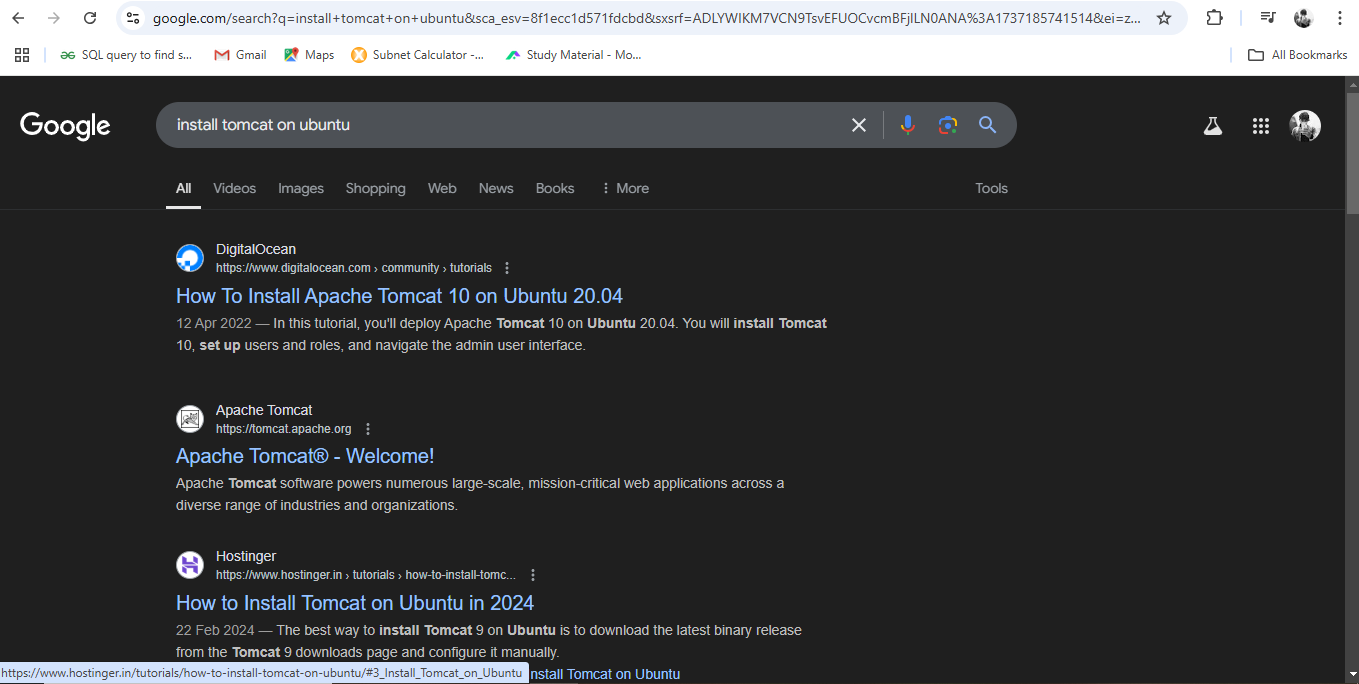 google.com/search?q=install+tomcat+on+ubuntu&sca_esv=8f1ecc1d571fdcbd&sxsrf=ADLYWIKM7VCN9TsvEFUOCvcmBFjILN0ANA%3A1737185741514&ei=z...
SQL query to find s... Gmail Maps Subnet Calculator -... Study Material - Mo... All Bookmarks
Google install tomcat on ubuntu
All Videos Images Shopping Web News Books More Tools
DigitalOcean
https://www.digitalocean.com › community › tutorials
How To Install Apache Tomcat 10 on Ubuntu 20.04
12 Apr 2022 — In this tutorial, you'll deploy Apache Tomcat 10 on Ubuntu 20.04. You will install Tomcat
10, set up users and roles, and navigate the admin user interface.
Apache Tomcat
https://tomcat.apache.org
Apache Tomcat® - Welcome!
Apache Tomcat software powers numerous large-scale, mission-critical web applications across a
diverse range of industries and organizations.
Hostinger
https://www.hostinger.in › tutorials › how-to-install-tomc...
How to Install Tomcat on Ubuntu in 2024
22 Feb 2024 — The best way to install Tomcat 9 on Ubuntu is to download the latest binary release
from the Tomcat 9 downloads page and configure it manually.
https://www.hostinger.in/tutorials/how-to-install-tomcat-on-ubuntu/#3_Install_Tomcat_on_Ubuntu nstall Tomcat on Ubuntu